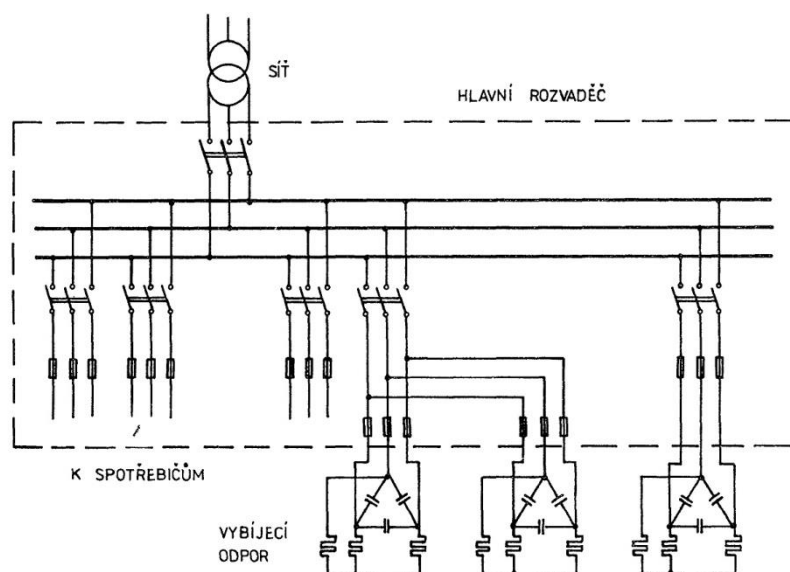 SÍŤ
HLAVNÍ ROZVADĚČ
K SPOTŘEBIČŮM
VYBÍJECÍ
ODPOR